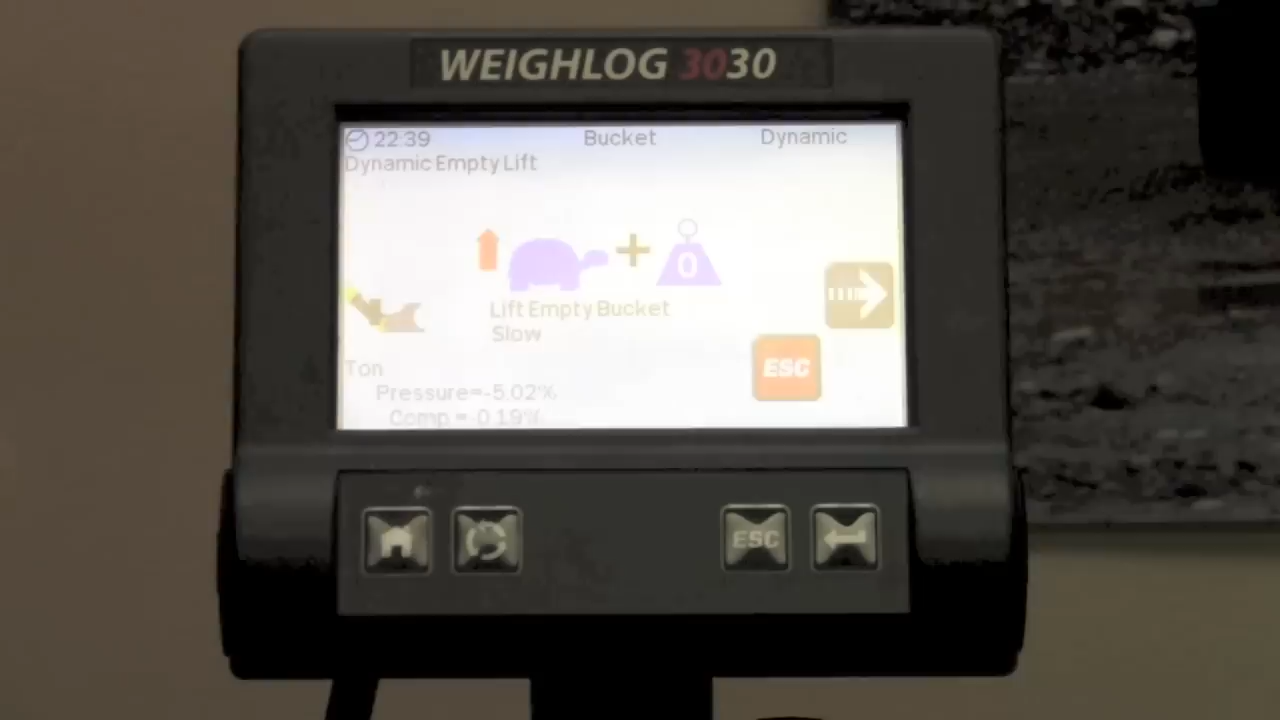 WEIGHLOG 3030
22:39 Bucket Dynamic
Dynamic Empty Lift
0
Lift Empty Bucket
Slow
ESC
Ton
Pressure=-5.02%
Comp =-0.19%
ESC